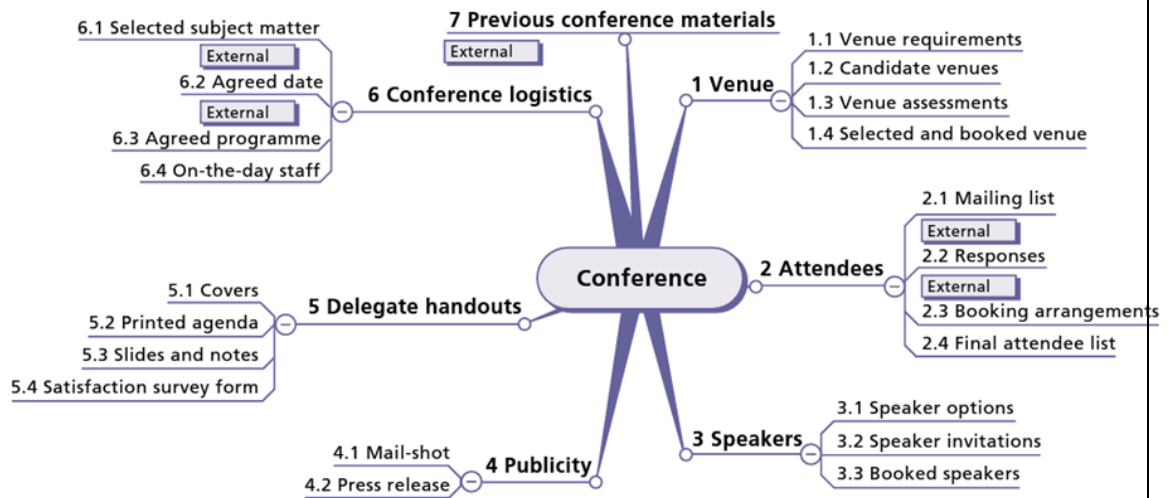 7 Previous conference materials
External
6.1 Selected subject matter
External
6.2 Agreed date
External
6.3 Agreed programme
6.4 On-the-day staff
6 Conference logistics
1 Venue
1.1 Venue requirements
1.2 Candidate venues
1.3 Venue assessments
1.4 Selected and booked venue
Conference
2 Attendees
2.1 Mailing list
External
2.2 Responses
External
2.3 Booking arrangements
2.4 Final attendee list
5.1 Covers
5.2 Printed agenda
5.3 Slides and notes
5.4 Satisfaction survey form
5 Delegate handouts
3 Speakers
3.1 Speaker options
3.2 Speaker invitations
3.3 Booked speakers
4.1 Mail-shot
4.2 Press release
4 Publicity